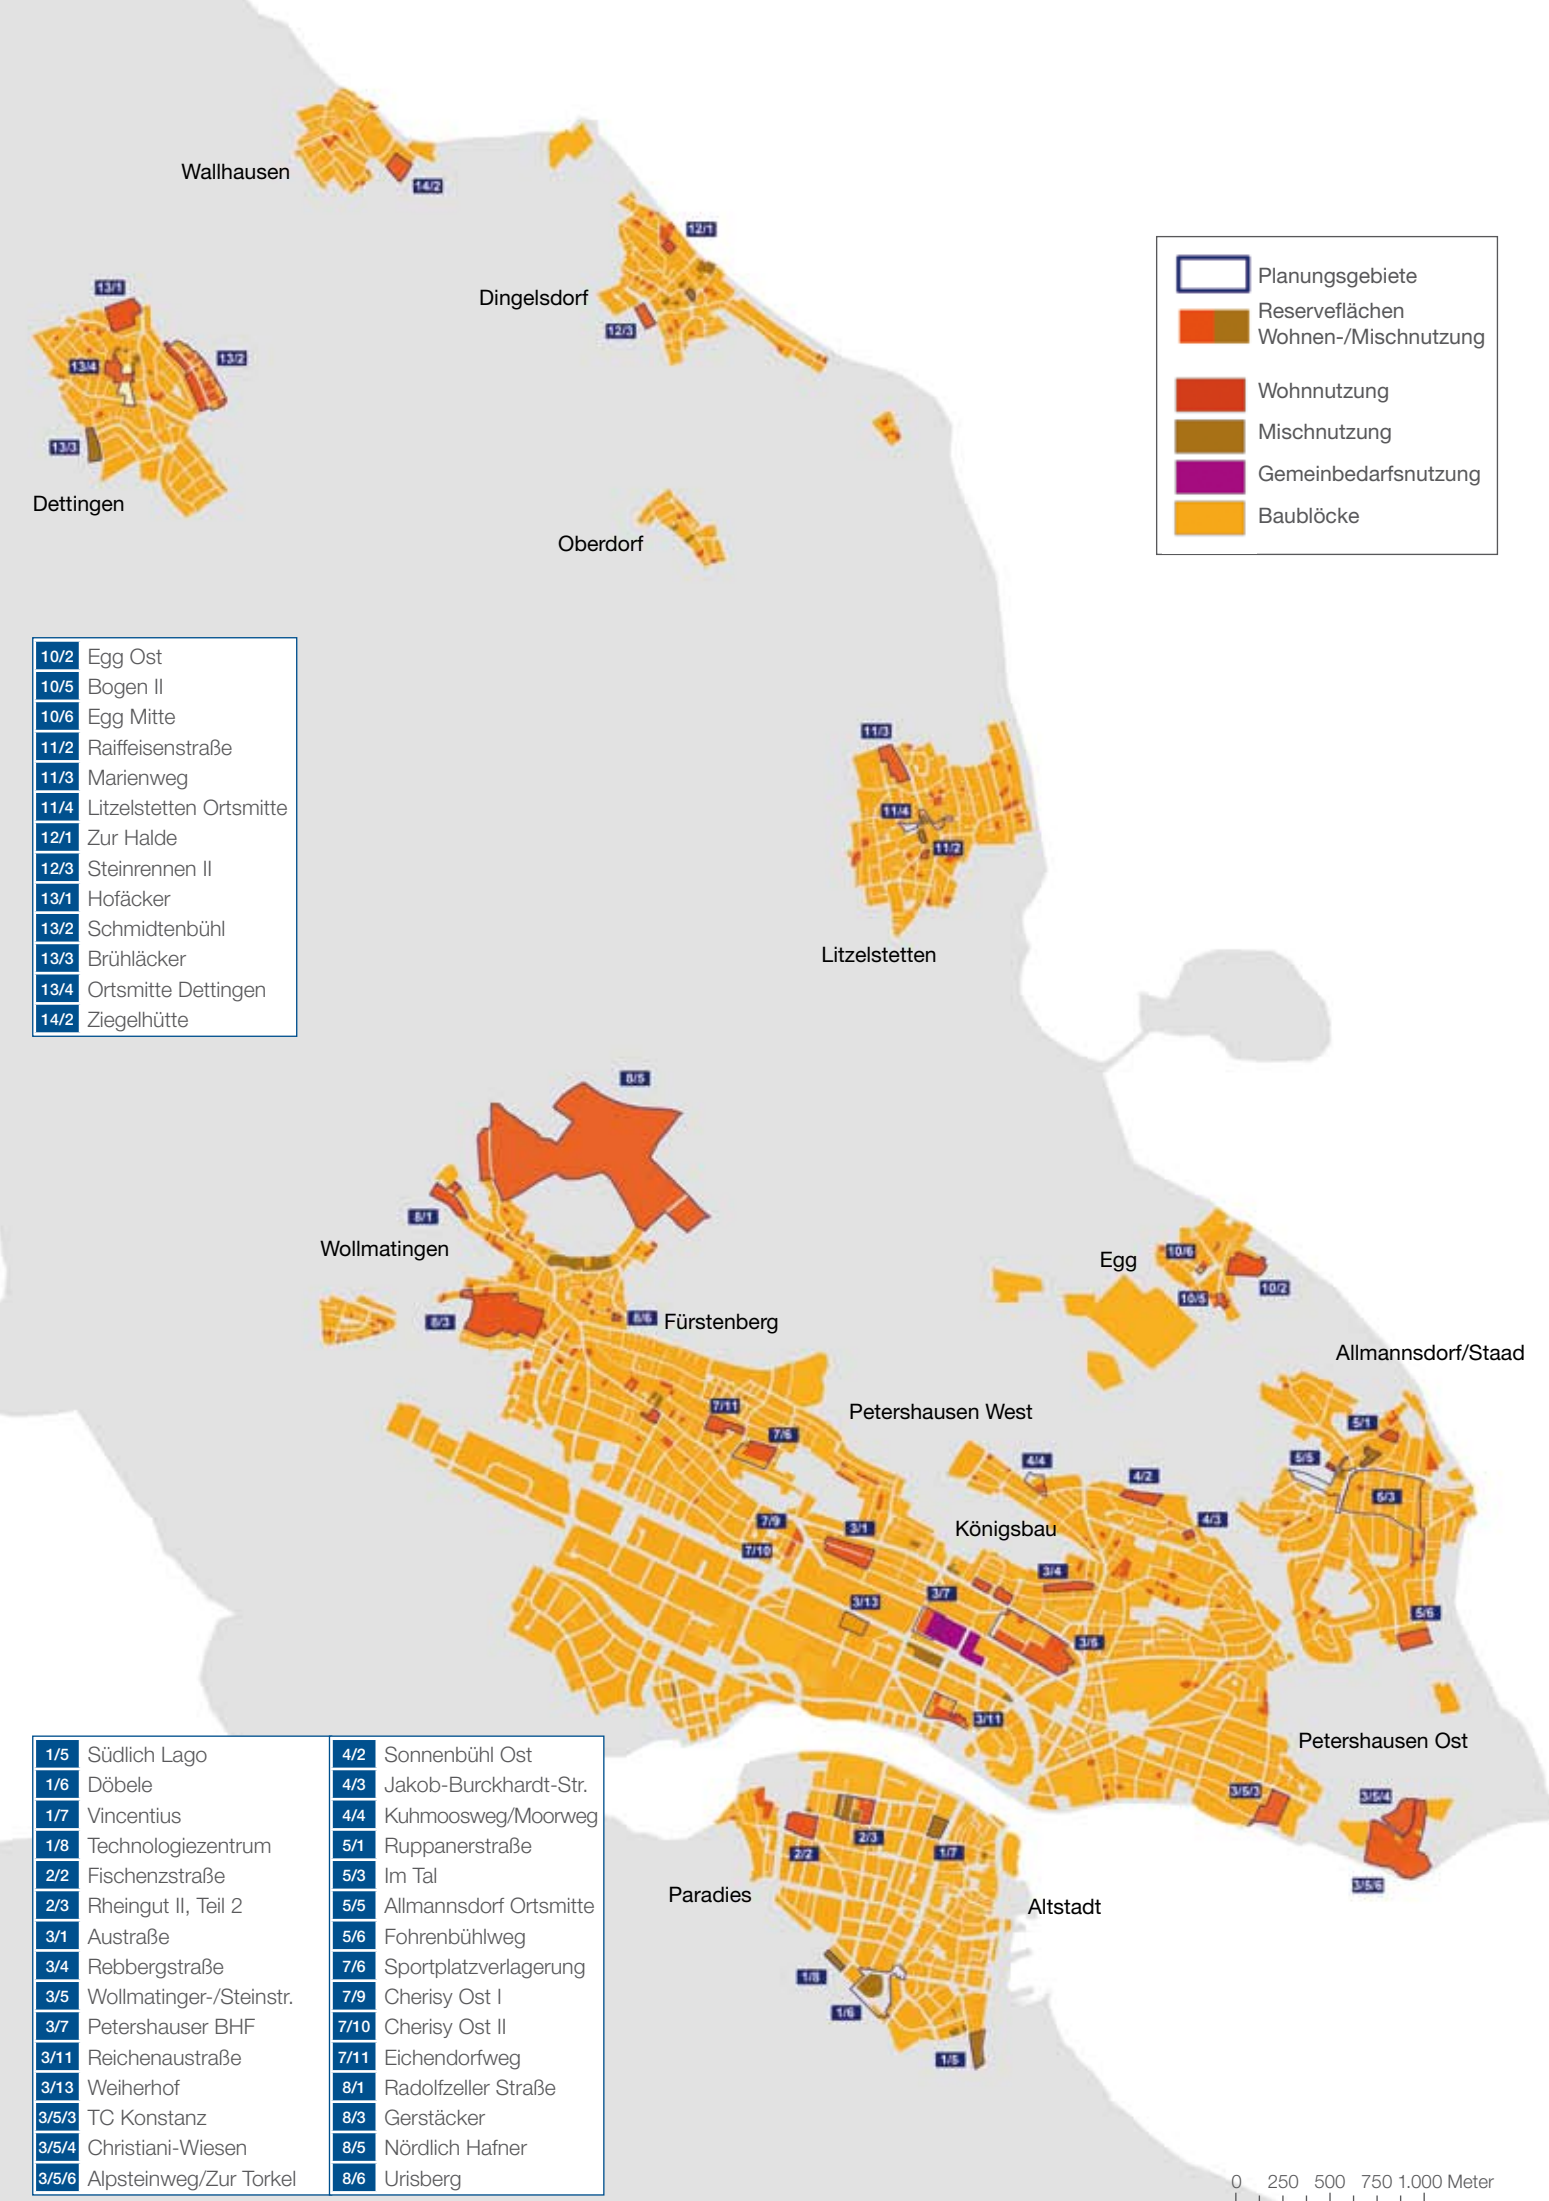 Wallhausen
14/2
12/1
Dingelsdorf
12/3
13/1
13/2
13/4
13/3
Dettingen
Oberdorf
Planungsgebiete
Reserveflächen
Wohnen-/Mischnutzung
Wohnnutzung
Mischnutzung
Gemeinbedarfsnutzung
Baublöcke
10/2 Egg Ost
10/5 Bogen II
10/6 Egg Mitte
11/2 Raiffeisenstraße
11/3 Marienweg
11/4 Litzelstetten Ortsmitte
12/1 Zur Halde
12/3 Steinrennen II
13/1 Hofäcker
13/2 Schmidtenbühl
13/3 Brühläcker
13/4 Ortsmitte Dettingen
14/2 Ziegelhütte
11/3
11/4
11/2
Litzelstetten
8/5
8/1
Wollmatingen
8/3
8/6
Fürstenberg
Egg
10/6
10/2
10/5
Allmannsdorf/Staad
7/11
Petershausen West
7/6
4/4
4/2
5/1
5/5
5/3
7/9
3/1
Königsbau
4/3
7/10
3/4
3/13
3/7
5/6
3/11
Petershausen Ost
3/5/3
3/5/4
2/3
2/2
1/7
3/5/6
Paradies
Altstadt
1/8
1/6
1/5
1/5 Südlich Lago
1/6 Döbele
1/7 Vincentius
1/8 Technologiezentrum
2/2 Fischenzstraße
2/3 Rheingut II, Teil 2
3/1 Austraße
3/4 Rebbergstraße
3/5 Wollmatinger-/Steinstr.
3/7 Petershauser BHF
3/11 Reichenaustraße
3/13 Weiherhof
3/5/3 TC Konstanz
3/5/4 Christiani-Wiesen
3/5/6 Alpsteinweg/Zur Torkel
4/2 Sonnenbühl Ost
4/3 Jakob-Burckhardt-Str.
4/4 Kuhmoosweg/Moorweg
5/1 Ruppanerstraße
5/3 Im Tal
5/5 Allmannsdorf Ortsmitte
5/6 Fohrenbühlweg
7/6 Sportplatzverlagerung
7/9 Cherisy Ost I
7/10 Cherisy Ost II
7/11 Eichendorfweg
8/1 Radolfzeller Straße
8/3 Gerstäcker
8/5 Nördlich Hafner
8/6 Urisberg
0 250 500 750 1.000 Meter